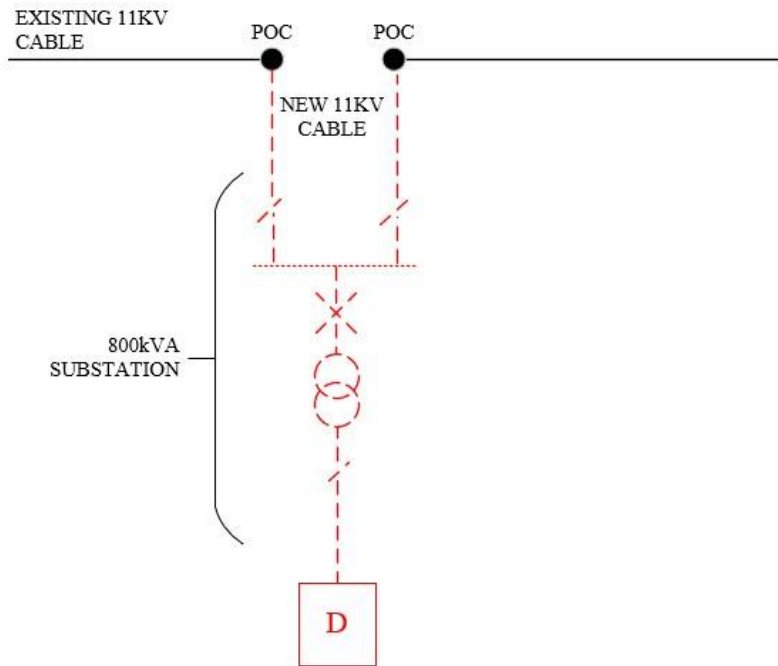 EXISTING 11KV
CABLE
POC
POC
NEW 11KV
CABLE
800kVA
SUBSTATION
D